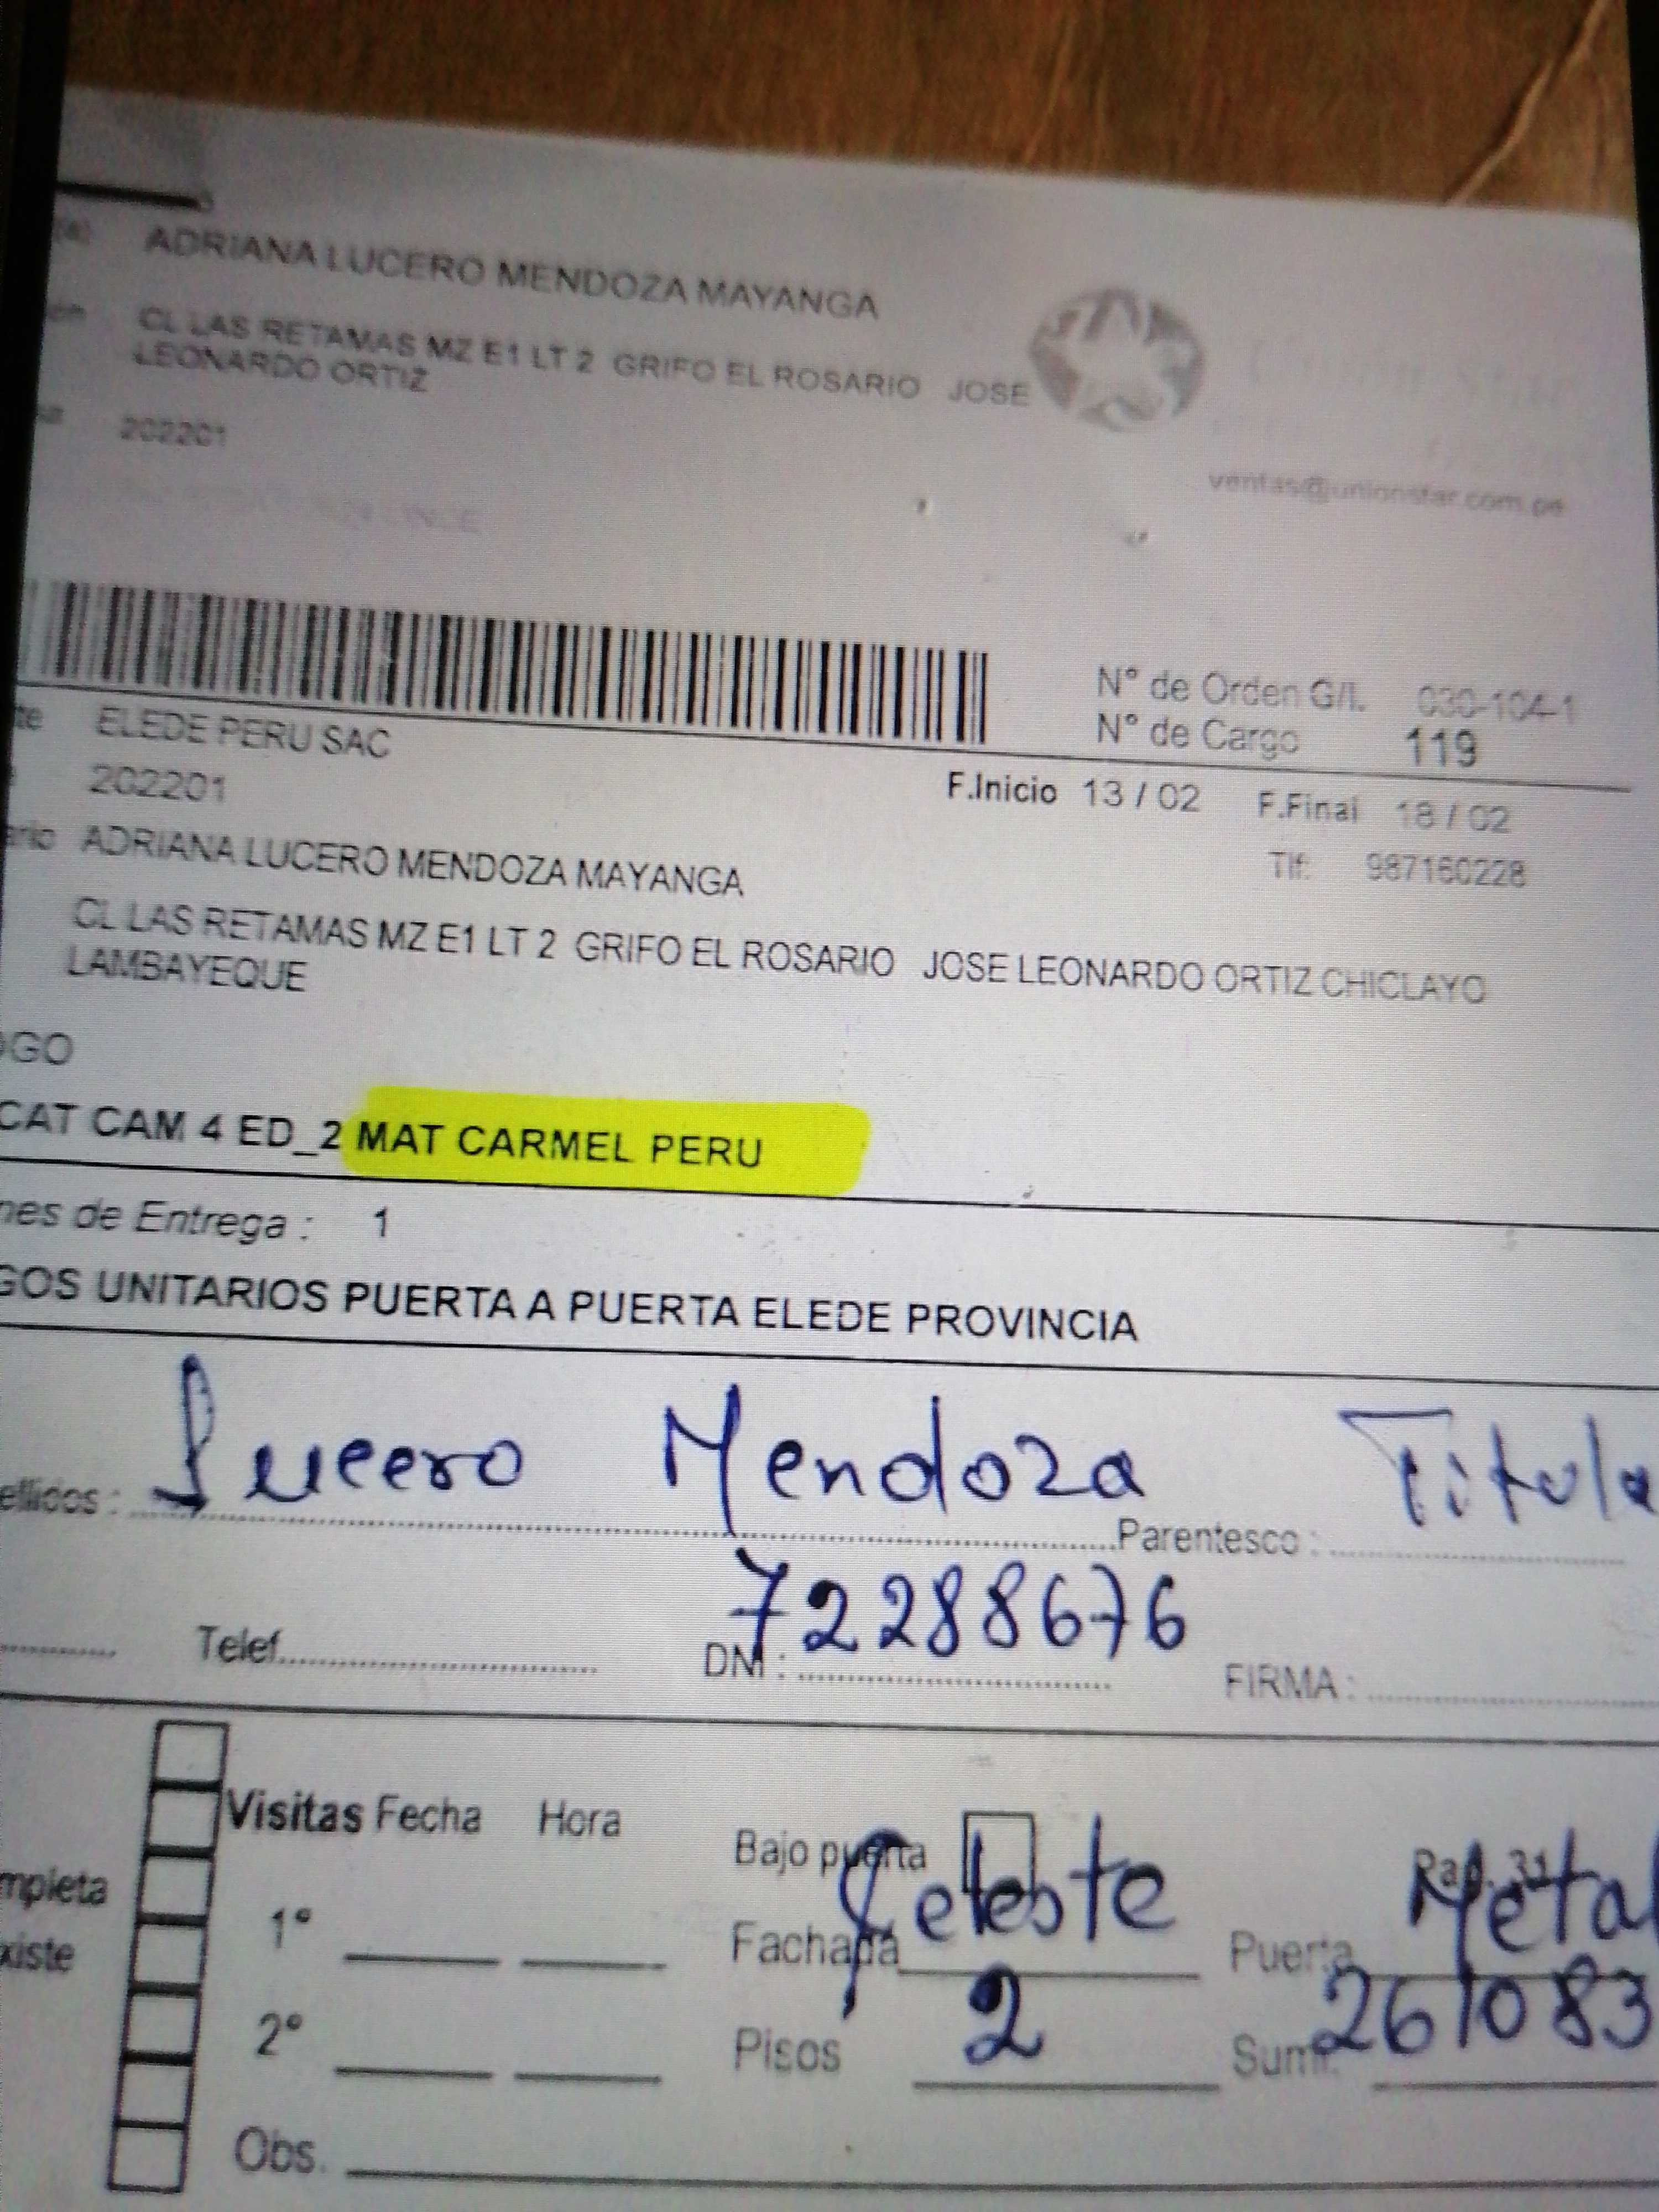 ADRIANA LUCERO MENDOZA MAYANGA
CL LAS RETAMAS MZ E1 LT 2 GRIFO EL ROSARIO JOSE
LEONARDO ORTIZ
202201
ventas@unionstar.com.pe
N° de Orden G/L 030-104-1
N° de Cargo 119
te ELEDE PERU SAC
202201
F.Inicio 13 / 02 F.Final 18 / 02
ario ADRIANA LUCERO MENDOZA MAYANGA
Tlf: 987160228
CL LAS RETAMAS MZ E1 LT 2 GRIFO EL ROSARIO JOSE LEONARDO ORTIZ CHICLAYO
LAMBAYEQUE
OGO
CAT CAM 4 ED_2 MAT CARMEL PERU
nes de Entrega : 1
GOS UNITARIOS PUERTA A PUERTA ELEDE PROVINCIA
ellidos : Lucero Mendoza Parentesco : Titula
Telef. DNI : 72288676 FIRMA :
Visitas Fecha Hora
Bajo puerta
mpleta
1° Fachada Celeste Puerta Metal
xiste
2° Pisos 2 Sumi. 261083
Obs.